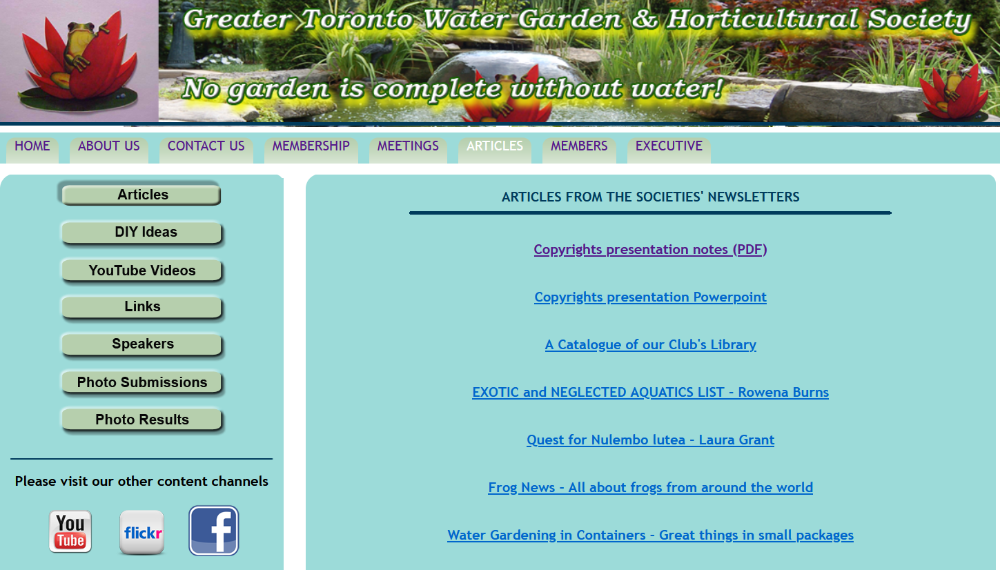 Greater Toronto Water Garden & Horticultural Society
No garden is complete without water!
HOME
ABOUT US
CONTACT US
MEMBERSHIP
MEETINGS
ARTICLES
MEMBERS
EXECUTIVE
Articles
DIY Ideas
YouTube Videos
Links
Speakers
Photo Submissions
Photo Results
Please visit our other content channels
You
Tube
flickr
f
ARTICLES FROM THE SOCIETIES' NEWSLETTERS
Copyrights presentation notes (PDF)
Copyrights presentation Powerpoint
A Catalogue of our Club's Library
EXOTIC and NEGLECTED AQUATICS LIST - Rowena Burns
Quest for Nulembo lutea - Laura Grant
Frog News - All about frogs from around the world
Water Gardening in Containers - Great things in small packages